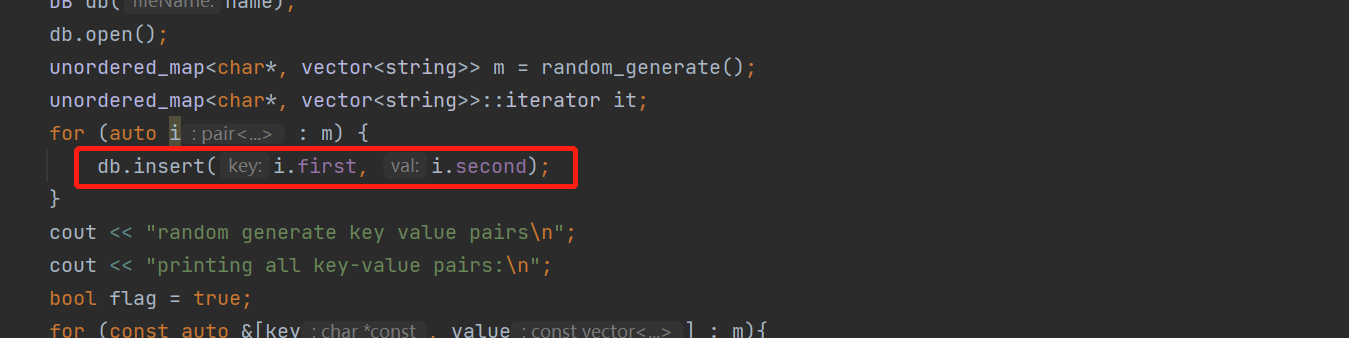 DB db(fileName: name);
db.open();
unordered_map<char*, vector<string>> m = random_generate();
unordered_map<char*, vector<string>>::iterator it;
for (auto i : pair<...> : m) {
db.insert(key: i.first, val: i.second);
}
cout << "random generate key value pairs\n";
cout << "printing all key-value pairs:\n";
bool flag = true;
for (const auto &[key : char *const , value : const vector<...> ] : m){